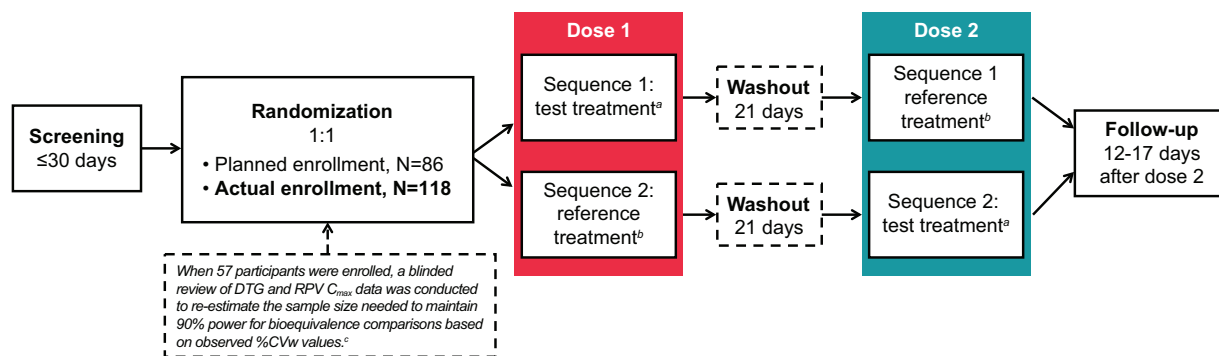 Screening
≤30 days
Randomization
1:1
• Planned enrollment, N=86
• Actual enrollment, N=118
When 57 participants were enrolled, a blinded
review of DTG and RPV Cmax data was conducted
to re-estimate the sample size needed to maintain
90% power for bioequivalence comparisons based
on observed %CVw values.c
Dose 1
Sequence 1:
test treatmenta
Sequence 2:
reference
treatmentb
Washout
21 days
Washout
21 days
Dose 2
Sequence 1
reference
treatmentb
Sequence 2:
test treatmenta
Follow-up
12-17 days
after dose 2